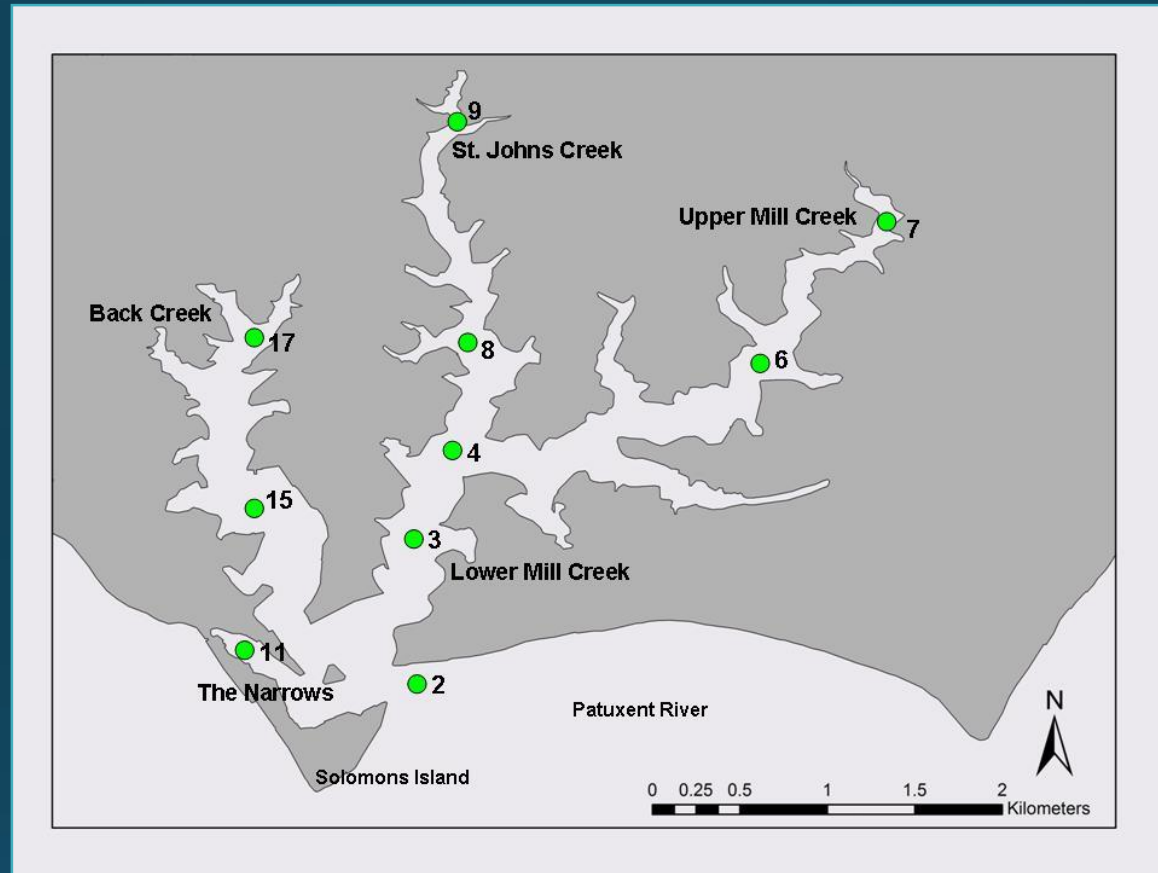 9
St. Johns Creek
Upper Mill Creek
7
Back Creek
17
8
6
4
15
3
Lower Mill Creek
11
2
The Narrows
Patuxent River
N
Solomons Island
0 0.25 0.5 1 1.5 2
Kilometers